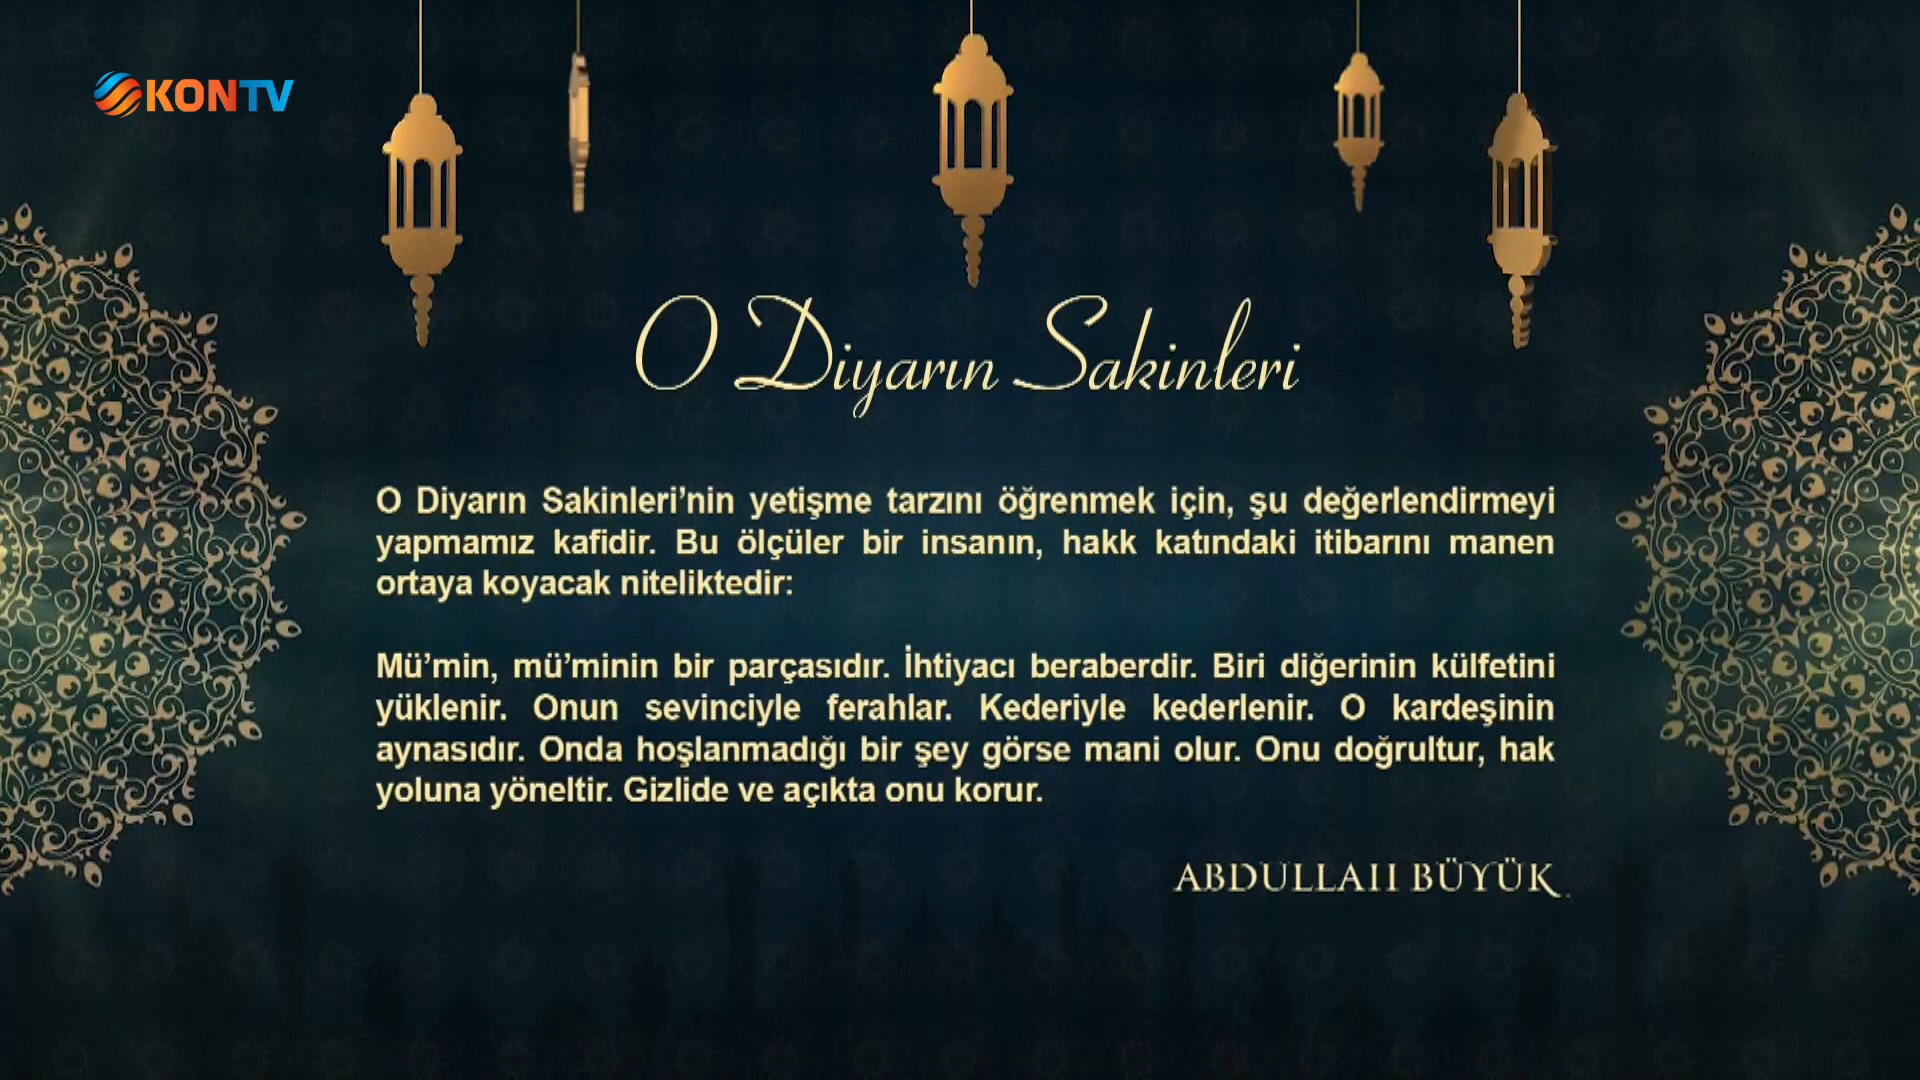 KONTV
O Diyarın Sakinleri
O Diyarın Sakinleri’nin yetişme tarzını öğrenmek için, şu değerlendirmeyi
yapmamız kafidir. Bu ölçüler bir insanın, hakk katındaki itibarını manen
ortaya koyacak niteliktedir:
Mü’min, mü’minin bir parçasıdır. İhtiyacı beraberdir. Biri diğerinin külfetini
yüklenir. Onun sevinciyle ferahlar. Kederiyle kederlenir. O kardeşinin
aynasıdır. Onda hoşlanmadığı bir şey görse mani olur. Onu doğrultur, hak
yoluna yöneltir. Gizlide ve açıkta onu korur.
ABDULLAH BÜYÜK